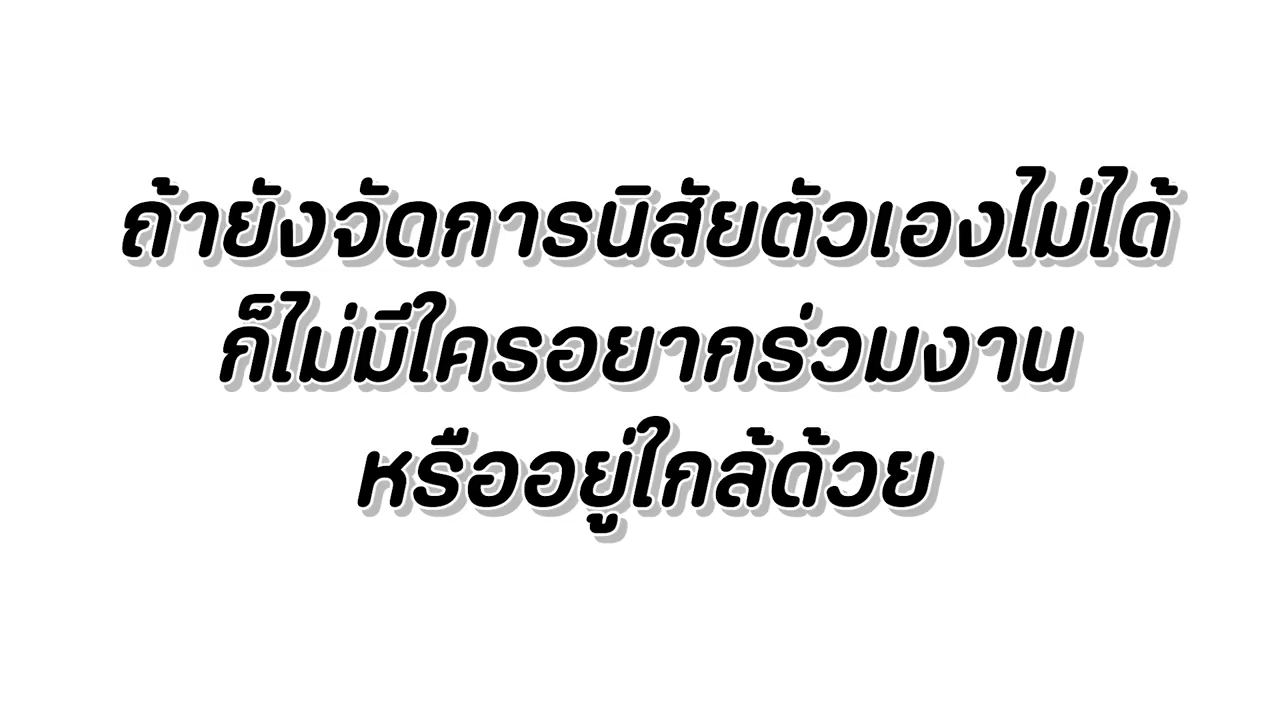 ถ้ายังจัดการนิสัยตัวเองไม่ได้
ก็ไม่มีใครอยากร่วมงาน
หรืออยู่ใกล้ด้วย